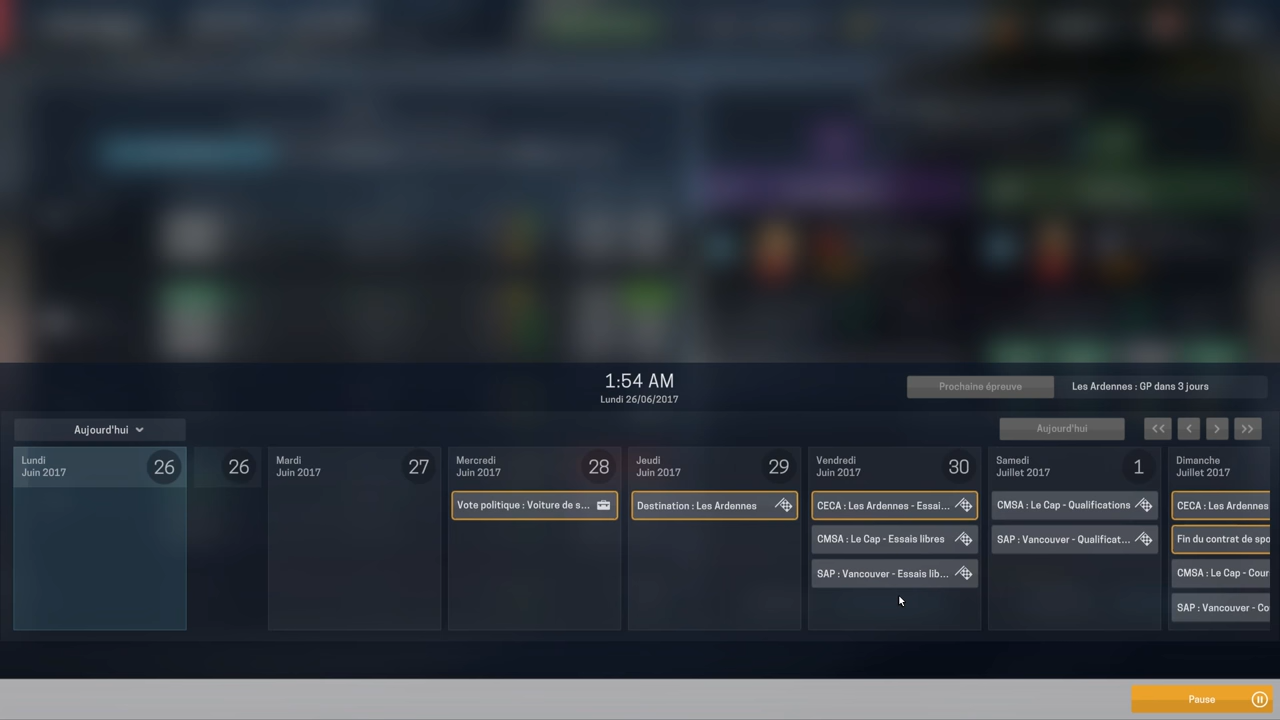 1:54 AM
Lundi 26/06/2017
Prochaine épreuve
Les Ardennes : GP dans 3 jours
Aujourd'hui
Aujourd'hui
Lundi
Juin 2017
26
26
Mardi
Juin 2017
27
Mercredi
Juin 2017
28
Vote politique : Voiture de s...
Jeudi
Juin 2017
29
Destination : Les Ardennes
Vendredi
Juin 2017
30
CECA : Les Ardennes - Essai...
CMSA : Le Cap - Essais libres
SAP : Vancouver - Essais lib...
Samedi
Juillet 2017
1
CMSA : Le Cap - Qualifications
SAP : Vancouver - Qualificat...
Dimanche
Juillet 2017
CECA : Les Ardennes
Fin du contrat de spo
CMSA : Le Cap - Cour
SAP : Vancouver - Co
Pause